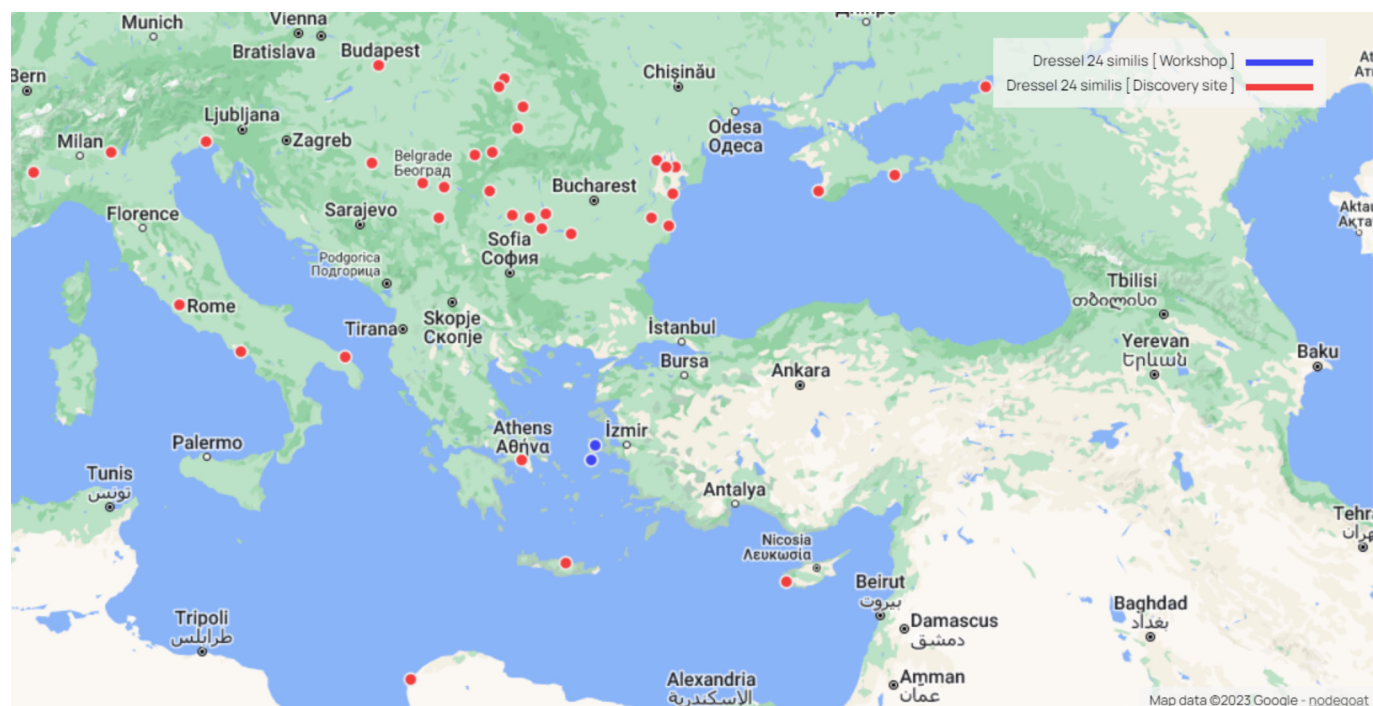 Дніпро
Munich
Vienna
Bratislava
Budapest
Dressel 24 similis [ Workshop ]
Dressel 24 similis [ Discovery site ]
Bern
Chișinău
Ljubljana
Milan
Zagreb
Odesa
Одеса
Belgrade
Београд
Bucharest
Florence
Sarajevo
Sofia
София
Podgorica
Подгорица
Tbilisi
თბილისი
Rome
Skopje
Скопје
Tirana
İstanbul
Bursa
Ankara
Yerevan
Երևան
Baku
Athens
Αθήνα
İzmir
Palermo
Tunis
تونس
Antalya
Nicosia
Λευκωσία
Beirut
بيروت
Tripoli
طرابلس
Damascus
دمشق
Baghdad
بغداد
Alexandria
الإسكندرية
Amman
عمّان
Map data ©2023 Google - nodegoat